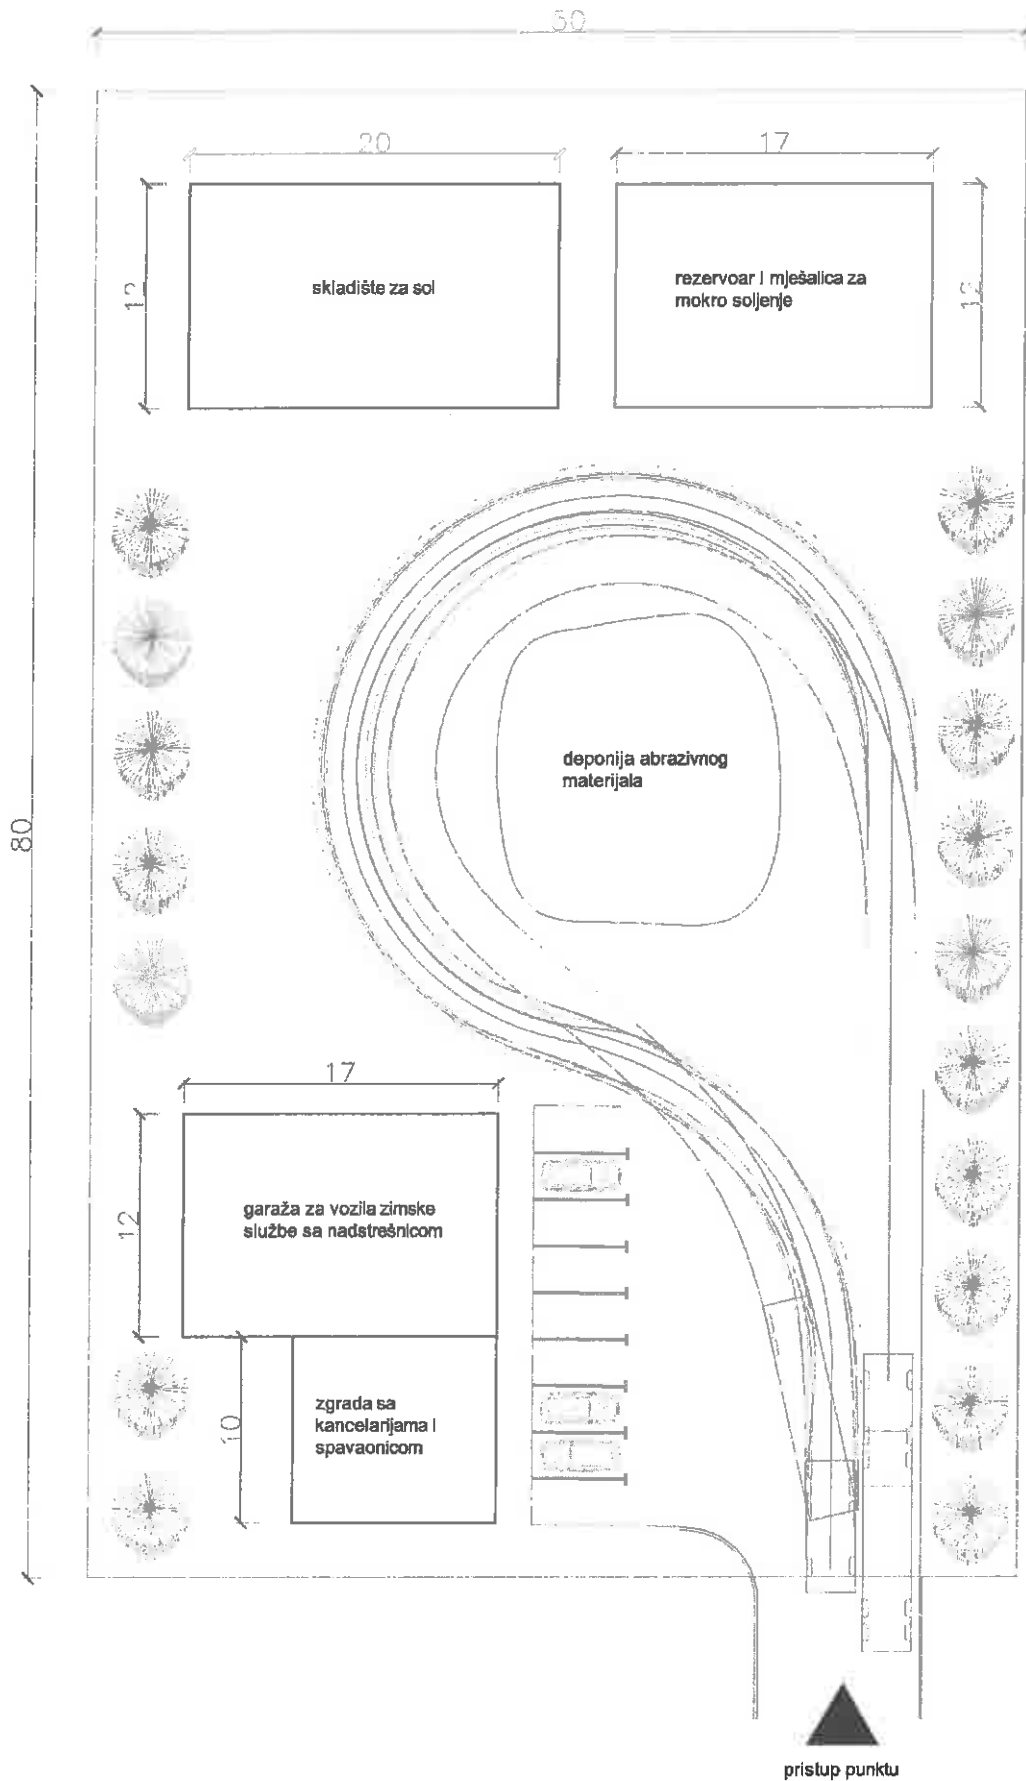 50
20
17
12
skladište za sol
rezervoar i mješalica za
mokro soljenje
12
deponija abrazivnog
materijala
80
17
12
garaža za vozila zimske
službe sa nadstrešnicom
10
zgrada sa
kancelarijama i
spavaonicom
pristup punktu